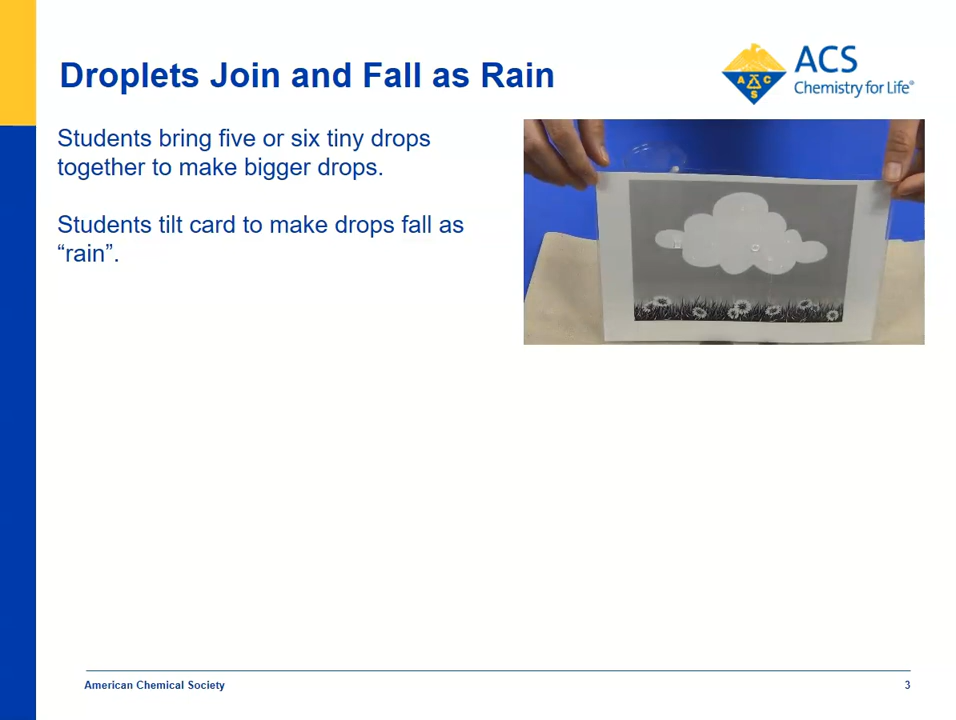 Droplets Join and Fall as Rain
ACS
Chemistry for Life®
A C
S
Students bring five or six tiny drops
together to make bigger drops.
Students tilt card to make drops fall as
“rain”.
American Chemical Society
3